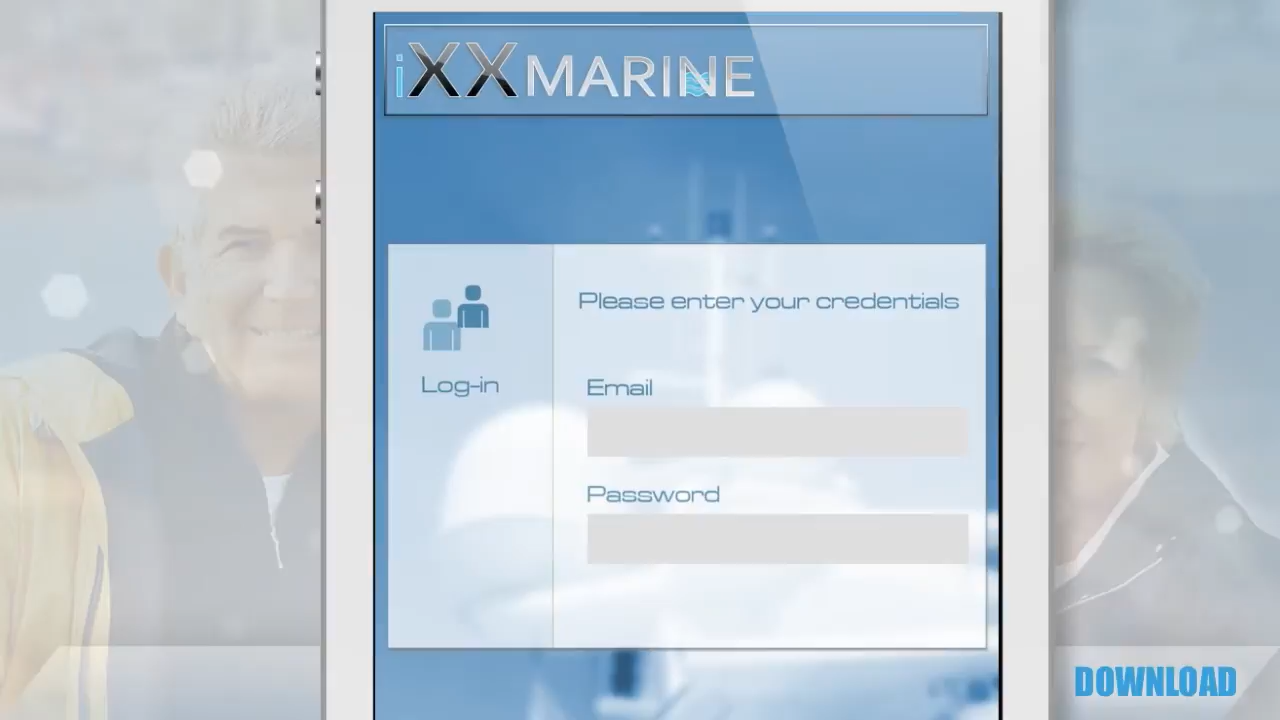 iXXMARINE
Please enter your credentials
Log-in
Email
Password
DOWNLOAD